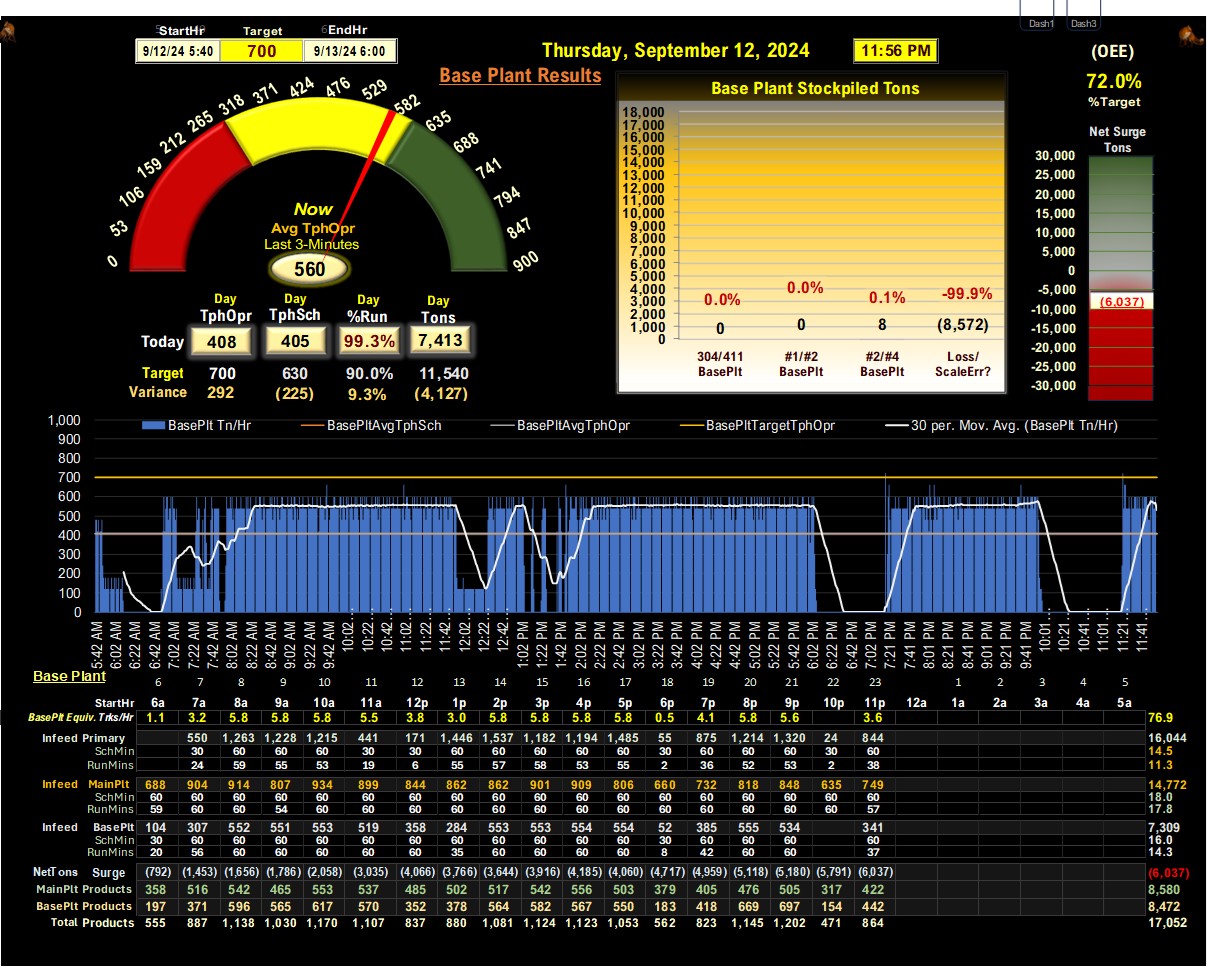 Dash1 Dash3
StartHr Target EndHr
9/12/24 5:40 700 9/13/24 6:00
Thursday, September 12, 2024 11:56 PM (OEE)
72.0%
%Target
Base Plant Results
Base Plant Stockpiled Tons
Net Surge
Tons
0 53 106 159 212 265 318 371 424 476 529 582 635 688 741 794 847 900
Now
Avg TphOpr
Last 3-Minutes
560
18,000
17,000
16,000
15,000
14,000
13,000
12,000
11,000
10,000
9,000
8,000
7,000
6,000
5,000
4,000
3,000
2,000
1,000
0
0.0% 0.0% 0.1% -99.9%
0 0 8 (8,572)
304/411 #1/#2 #2/#4 Loss/
BasePlt BasePlt BasePlt ScaleErr?
30,000
25,000
20,000
15,000
10,000
5,000
0
-5,000
(6,037)
-10,000
-15,000
-20,000
-25,000
-30,000
Day Day Day Day
TphOpr TphSch %Run Tons
Today 408 405 99.3% 7,413
Target 700 630 90.0% 11,540
Variance 292 (225) 9.3% (4,127)
BasePlt Tn/Hr BasePltAvgTphSch BasePltAvgTphOpr BasePltTargetTphOpr 30 per. Mov. Avg. (BasePlt Tn/Hr)
1,000
900
800
700
600
500
400
300
200
100
0
5:42 AM 6:02 AM 6:22 AM 6:42 AM 7:02 AM 7:22 AM 7:42 AM 8:02 AM 8:22 AM 8:42 AM 9:02 AM 9:22 AM 9:42 AM 10:02... 10:22... 10:42... 11:02... 11:22... 11:42... 12:02... 12:22... 12:42... 1:02 PM 1:22 PM 1:42 PM 2:02 PM 2:22 PM 2:42 PM 3:02 PM 3:22 PM 3:42 PM 4:02 PM 4:22 PM 4:42 PM 5:02 PM 5:22 PM 5:42 PM 6:02 PM 6:22 PM 6:42 PM 7:02 PM 7:21 PM 7:41 PM 8:01 PM 8:21 PM 8:41 PM 9:01 PM 9:21 PM 9:41 PM 10:01... 10:21... 10:41... 11:01... 11:21... 11:41...
Base Plant
6 7 8 9 10 11 12 13 14 15 16 17 18 19 20 21 22 23 1 2 3 4 5
StartHr 6a 7a 8a 9a 10a 11a 12p 1p 2p 3p 4p 5p 6p 7p 8p 9p 10p 11p 12a 1a 2a 3a 4a 5a
BasePlt Equiv. Trks/Hr 1.1 3.2 5.8 5.8 5.8 5.5 3.8 3.0 5.8 5.8 5.8 5.8 0.5 4.1 5.8 5.6 3.6 76.9
Infeed Primary 550 1,263 1,228 1,215 441 171 1,446 1,537 1,182 1,194 1,485 55 875 1,214 1,320 24 844 16,044
SchMin 30 60 60 60 30 30 60 60 60 60 60 30 60 60 60 30 60 14.5
RunMins 24 59 55 53 19 6 55 57 58 53 55 2 36 52 53 2 38 11.3
Infeed MainPlt 688 904 914 807 934 899 844 862 862 901 909 806 660 732 818 848 635 749 14,772
SchMin 60 60 60 60 60 60 60 60 60 60 60 60 60 60 60 60 60 60 18.0
RunMins 59 60 60 54 60 60 60 60 60 60 60 60 60 60 60 60 60 57 17.8
Infeed BasePlt 104 307 552 551 553 519 358 284 553 553 554 554 52 385 555 534 341 7,309
SchMin 30 60 60 60 60 60 60 60 60 60 60 60 30 60 60 60 60 16.0
RunMins 20 56 60 60 60 60 60 35 60 60 60 60 8 42 60 60 37 14.3
NetTons Surge (792) (1,453) (1,656) (1,786) (2,058) (3,035) (4,066) (3,766) (3,644) (3,916) (4,185) (4,060) (4,717) (4,959) (5,118) (5,180) (5,791) (6,037) (6,037)
MainPlt Products 358 516 542 465 553 537 485 502 517 542 556 503 379 405 476 505 317 422 8,580
BasePlt Products 197 371 596 565 617 570 352 378 564 582 567 550 183 418 669 697 154 442 8,472
Total Products 555 887 1,138 1,030 1,170 1,107 837 880 1,081 1,124 1,123 1,053 562 823 1,145 1,202 471 864 17,052